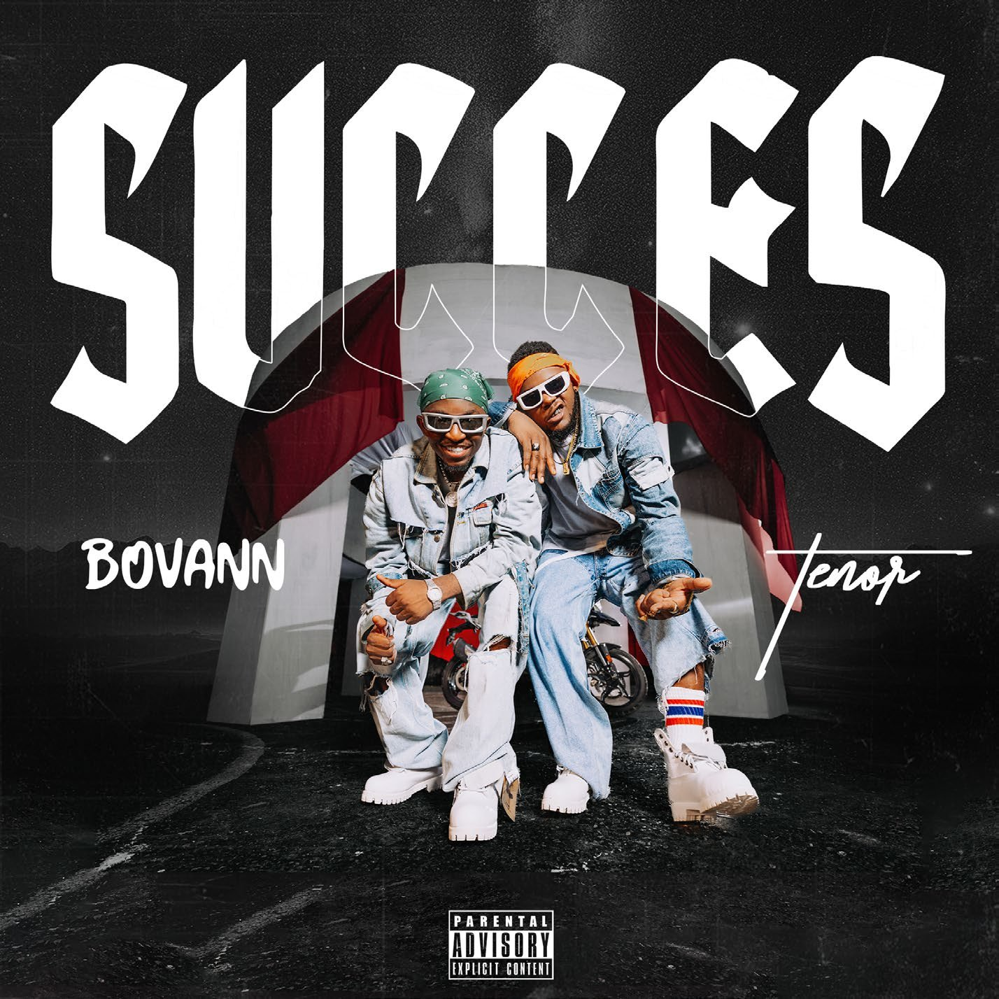 SUCCES
BOVANN
Tenor
PARENTAL
ADVISORY
EXPLICIT CONTENT